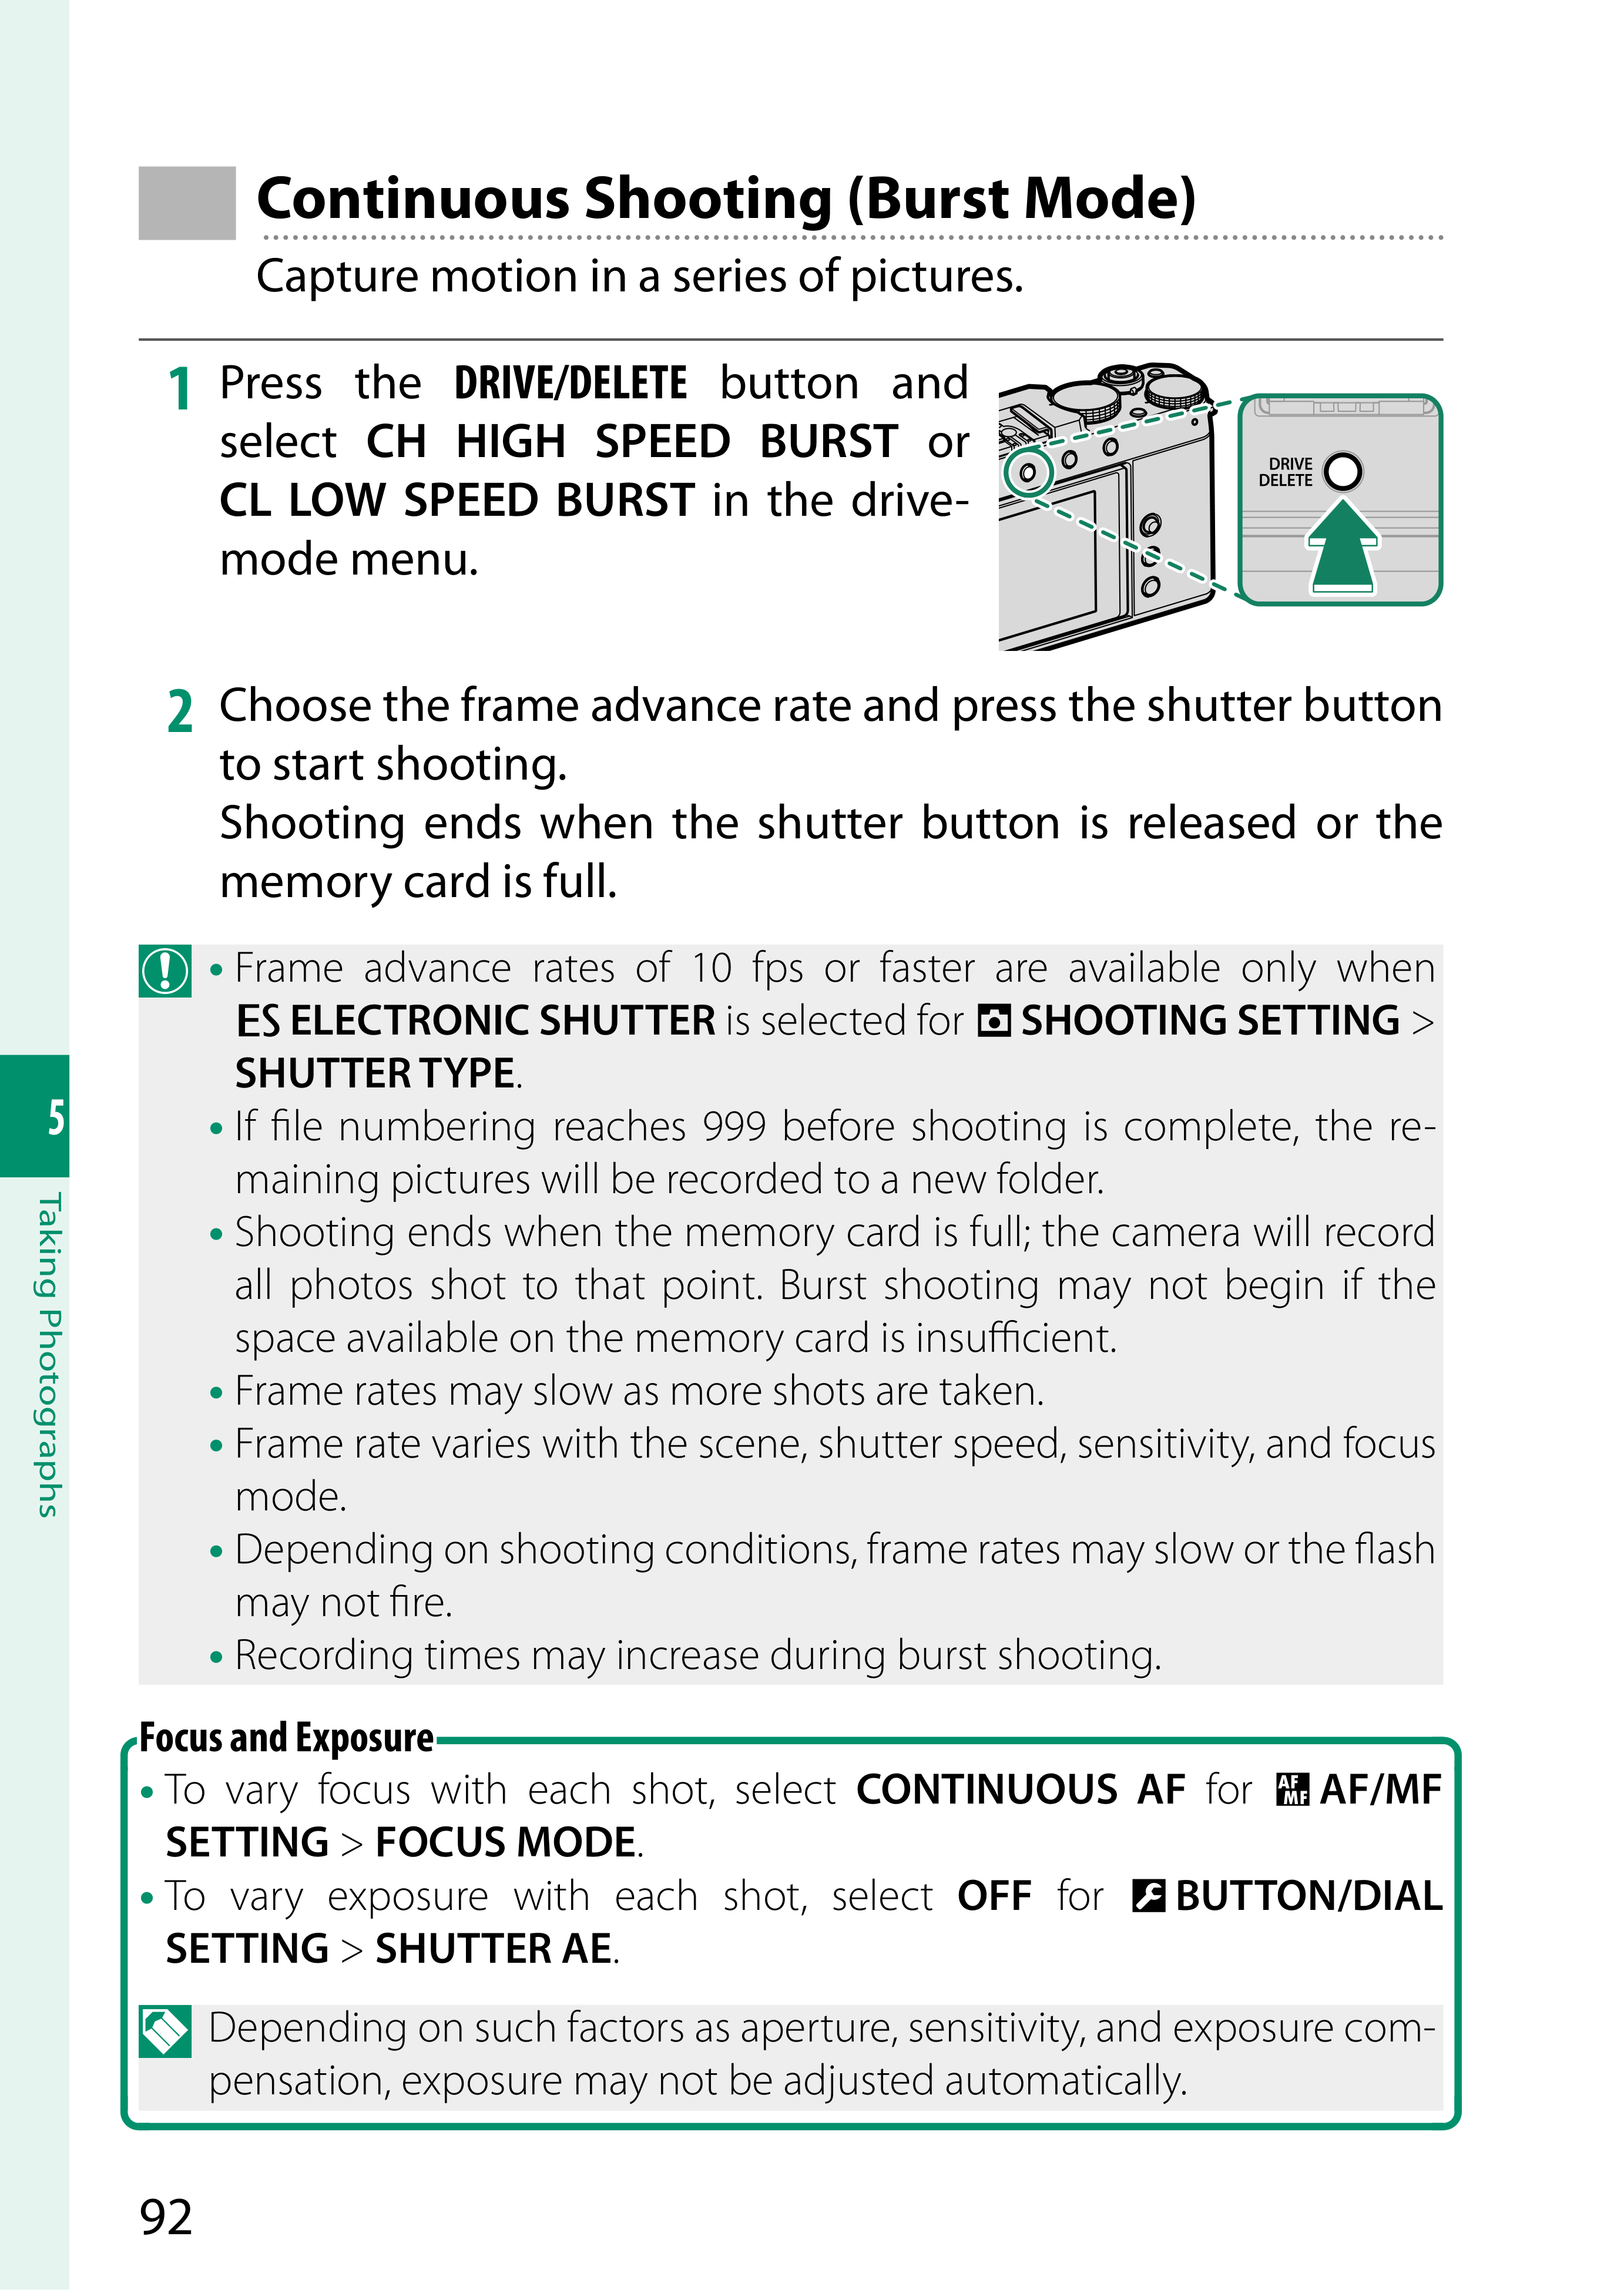 Continuous Shooting (Burst Mode)
Capture motion in a series of pictures.
1 Press the DRIVE/DELETE button and
select CH HIGH SPEED BURST or
CL LOW SPEED BURST in the drive-
mode menu.
DRIVE
DELETE
2 Choose the frame advance rate and press the shutter button
to start shooting.
Shooting ends when the shutter button is released or the
memory card is full.
• Frame advance rates of 10 fps or faster are available only when
ES ELECTRONIC SHUTTER is selected for SHOOTING SETTING >
SHUTTER TYPE.
• If file numbering reaches 999 before shooting is complete, the re-
maining pictures will be recorded to a new folder.
• Shooting ends when the memory card is full; the camera will record
all photos shot to that point. Burst shooting may not begin if the
space available on the memory card is insufficient.
• Frame rates may slow as more shots are taken.
• Frame rate varies with the scene, shutter speed, sensitivity, and focus
mode.
• Depending on shooting conditions, frame rates may slow or the flash
may not fire.
• Recording times may increase during burst shooting.
5
Taking Photographs
Focus and Exposure
• To vary focus with each shot, select CONTINUOUS AF for AF MF AF/MF
SETTING > FOCUS MODE.
• To vary exposure with each shot, select OFF for BUTTON/DIAL
SETTING > SHUTTER AE.
Depending on such factors as aperture, sensitivity, and exposure com-
pensation, exposure may not be adjusted automatically.
92